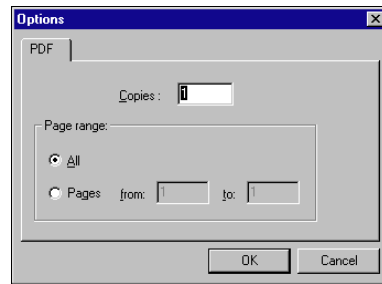 Options
PDF
Copies : 1
Page range:
All
Pages from: 1 to: 1
OK Cancel